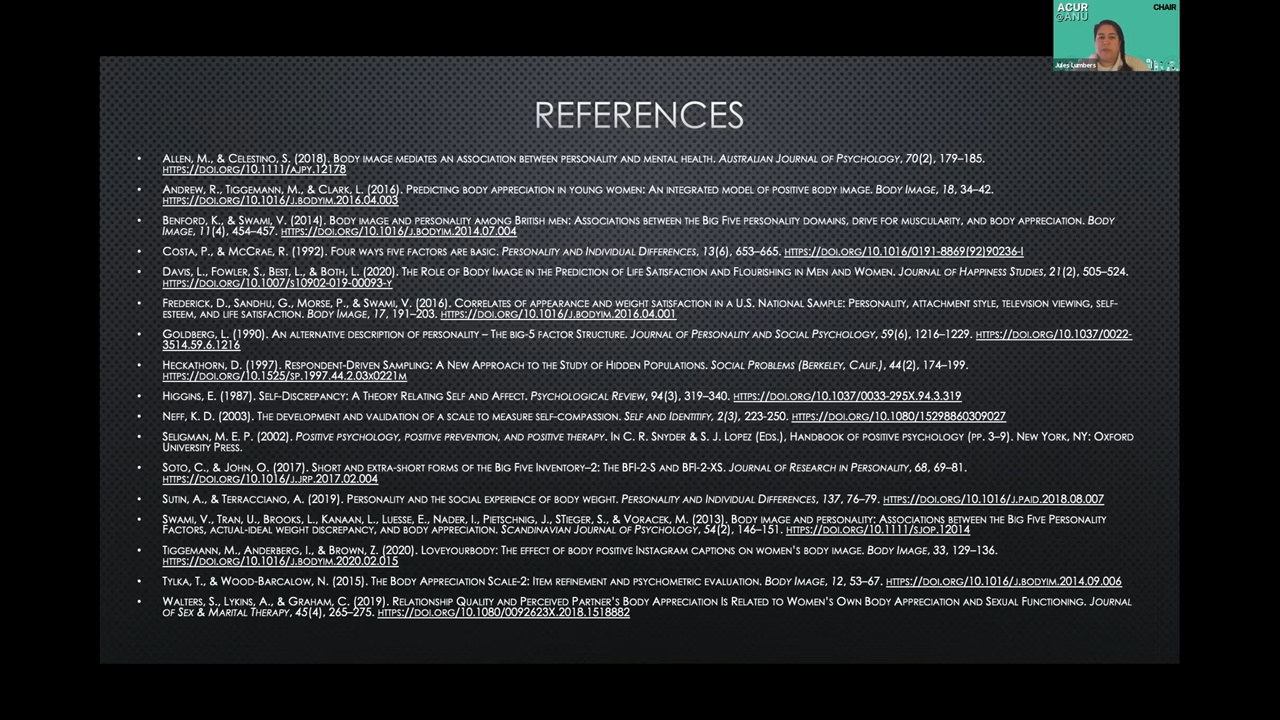 ACUR
@ANU
CHAIR
Jules Lumbers
REFERENCES
• ALLEN, M., & CELESTINO, S. (2018). BODY IMAGE MEDIATES AN ASSOCIATION BETWEEN PERSONALITY AND MENTAL HEALTH. AUSTRALIAN JOURNAL OF PSYCHOLOGY, 70(2), 179–185.
HTTPS://DOI.ORG/10.1111/AJPY.12178
• ANDREW, R., TIGGEMANN, M., & CLARK, L. (2016). PREDICTING BODY APPRECIATION IN YOUNG WOMEN: AN INTEGRATED MODEL OF POSITIVE BODY IMAGE. BODY IMAGE, 18, 34–42.
HTTPS://DOI.ORG/10.1016/J.BODYIM.2016.04.003
• BENFORD, K., & SWAMI, V. (2014). BODY IMAGE AND PERSONALITY AMONG BRITISH MEN: ASSOCIATIONS BETWEEN THE BIG FIVE PERSONALITY DOMAINS, DRIVE FOR MUSCULARITY, AND BODY APPRECIATION. BODY
IMAGE, 11(4), 454–457. HTTPS://DOI.ORG/10.1016/J.BODYIM.2014.07.004
• COSTA, P., & MCCRAE, R. (1992). FOUR WAYS FIVE FACTORS ARE BASIC. PERSONALITY AND INDIVIDUAL DIFFERENCES, 13(6), 653–665. HTTPS://DOI.ORG/10.1016/0191-8869(92)90236-I
• DAVIS, L., FOWLER, S., BEST, L., & BOTH, L. (2020). THE ROLE OF BODY IMAGE IN THE PREDICTION OF LIFE SATISFACTION AND FLOURISHING IN MEN AND WOMEN. JOURNAL OF HAPPINESS STUDIES, 21(2), 505–524.
HTTPS://DOI.ORG/10.1007/S10902-019-00093-Y
• FREDERICK, D., SANDHU, G., MORSE, P., & SWAMI, V. (2016). CORRELATES OF APPEARANCE AND WEIGHT SATISFACTION IN A U.S. NATIONAL SAMPLE: PERSONALITY, ATTACHMENT STYLE, TELEVISION VIEWING, SELF-
ESTEEM, AND LIFE SATISFACTION. BODY IMAGE, 17, 191–203. HTTPS://DOI.ORG/10.1016/J.BODYIM.2016.04.001
• GOLDBERG, L. (1990). AN ALTERNATIVE DESCRIPTION OF PERSONALITY – THE BIG-5 FACTOR STRUCTURE. JOURNAL OF PERSONALITY AND SOCIAL PSYCHOLOGY, 59(6), 1216–1229. HTTPS://DOI.ORG/10.1037/0022-
3514.59.6.1216
• HECKATHORN, D. (1997). RESPONDENT-DRIVEN SAMPLING: A NEW APPROACH TO THE STUDY OF HIDDEN POPULATIONS. SOCIAL PROBLEMS (BERKELEY, CALIF.), 44(2), 174–199.
HTTPS://DOI.ORG/10.1525/SP.1997.44.2.03X0221M
• HIGGINS, E. (1987). SELF-DISCREPANCY: A THEORY RELATING SELF AND AFFECT. PSYCHOLOGICAL REVIEW, 94(3), 319–340. HTTPS://DOI.ORG/10.1037/0033-295X.94.3.319
• NEFF, K. D. (2003). THE DEVELOPMENT AND VALIDATION OF A SCALE TO MEASURE SELF-COMPASSION. SELF AND IDENTITIFY, 2(3), 223-250. HTTPS://DOI.ORG/10.1080/15298860309027
• SELIGMAN, M. E. P. (2002). POSITIVE PSYCHOLOGY, POSITIVE PREVENTION, AND POSITIVE THERAPY. IN C. R. SNYDER & S. J. LOPEZ (EDS.), HANDBOOK OF POSITIVE PSYCHOLOGY (PP. 3–9). NEW YORK, NY: OXFORD
UNIVERSITY PRESS.
• SOTO, C., & JOHN, O. (2017). SHORT AND EXTRA-SHORT FORMS OF THE BIG FIVE INVENTORY–2: THE BFI-2-S AND BFI-2-XS. JOURNAL OF RESEARCH IN PERSONALITY, 68, 69–81.
HTTPS://DOI.ORG/10.1016/J.JRP.2017.02.004
• SUTIN, A., & TERRACCIANO, A. (2019). PERSONALITY AND THE SOCIAL EXPERIENCE OF BODY WEIGHT. PERSONALITY AND INDIVIDUAL DIFFERENCES, 137, 76–79. HTTPS://DOI.ORG/10.1016/J.PAID.2018.08.007
• SWAMI, V., TRAN, U., BROOKS, L., KANAAN, L., LUESSE, E., NADER, I., PIETSCHNIG, J., STIEGER, S., & VORACEK, M. (2013). BODY IMAGE AND PERSONALITY: ASSOCIATIONS BETWEEN THE BIG FIVE PERSONALITY
FACTORS, ACTUAL-IDEAL WEIGHT DISCREPANCY, AND BODY APPRECIATION. SCANDINAVIAN JOURNAL OF PSYCHOLOGY, 54(2), 146–151. HTTPS://DOI.ORG/10.1111/SJOP.12014
• TIGGEMANN, M., ANDERBERG, I., & BROWN, Z. (2020). LOVEYOURBODY: THE EFFECT OF BODY POSITIVE INSTAGRAM CAPTIONS ON WOMEN'S BODY IMAGE. BODY IMAGE, 33, 129–136.
HTTPS://DOI.ORG/10.1016/J.BODYIM.2020.02.015
• TYLKA, T., & WOOD-BARCALOW, N. (2015). THE BODY APPRECIATION SCALE-2: ITEM REFINEMENT AND PSYCHOMETRIC EVALUATION. BODY IMAGE, 12, 53–67. HTTPS://DOI.ORG/10.1016/J.BODYIM.2014.09.006
• WALTERS, S., LYKINS, A., & GRAHAM, C. (2019). RELATIONSHIP QUALITY AND PERCEIVED PARTNER'S BODY APPRECIATION IS RELATED TO WOMEN'S OWN BODY APPRECIATION AND SEXUAL FUNCTIONING. JOURNAL
OF SEX & MARITAL THERAPY, 45(4), 265–275. HTTPS://DOI.ORG/10.1080/0092623X.2018.1518882